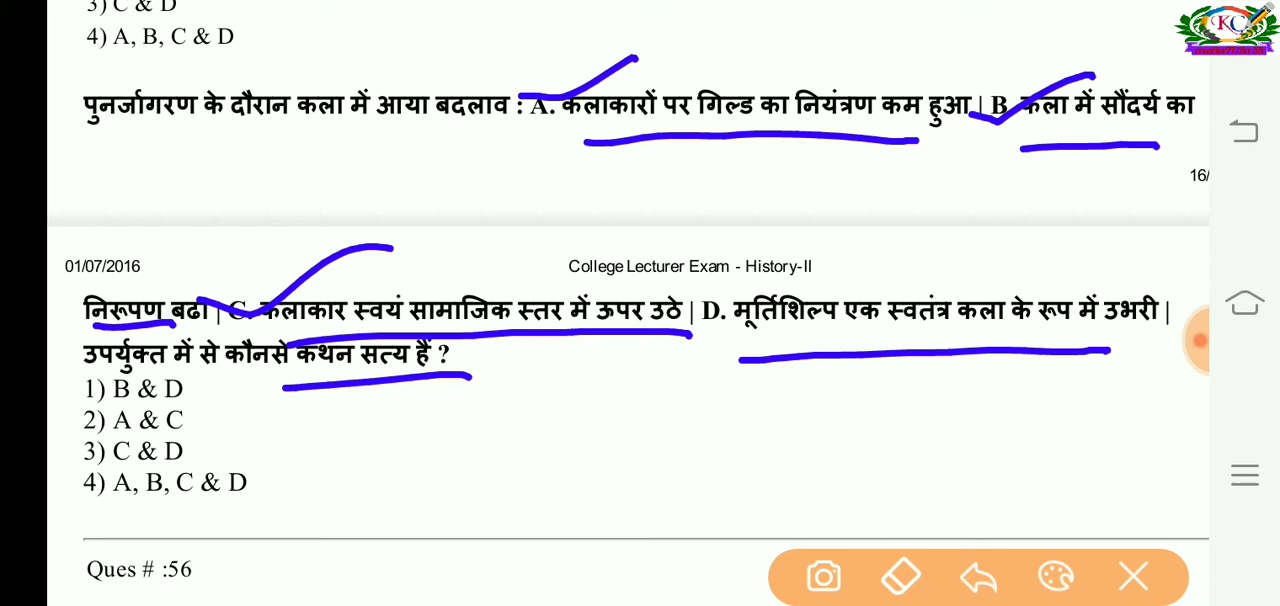 3) C & D
4) A, B, C & D
KC
पुनर्जागरण के दौरान कला में आया बदलाव : A. कलाकारों पर गिल्ड का नियंत्रण कम हुआ | B. कला में सौंदर्य का
16/
01/07/2016 College Lecturer Exam - History-II
निरूपण बढा | C. कलाकार स्वयं सामाजिक स्तर में ऊपर उठे | D. मूर्तिशिल्प एक स्वतंत्र कला के रूप में उभरी |
उपर्युक्त में से कौनसे कथन सत्य हैं ?
1) B & D
2) A & C
3) C & D
4) A, B, C & D
Ques # :56